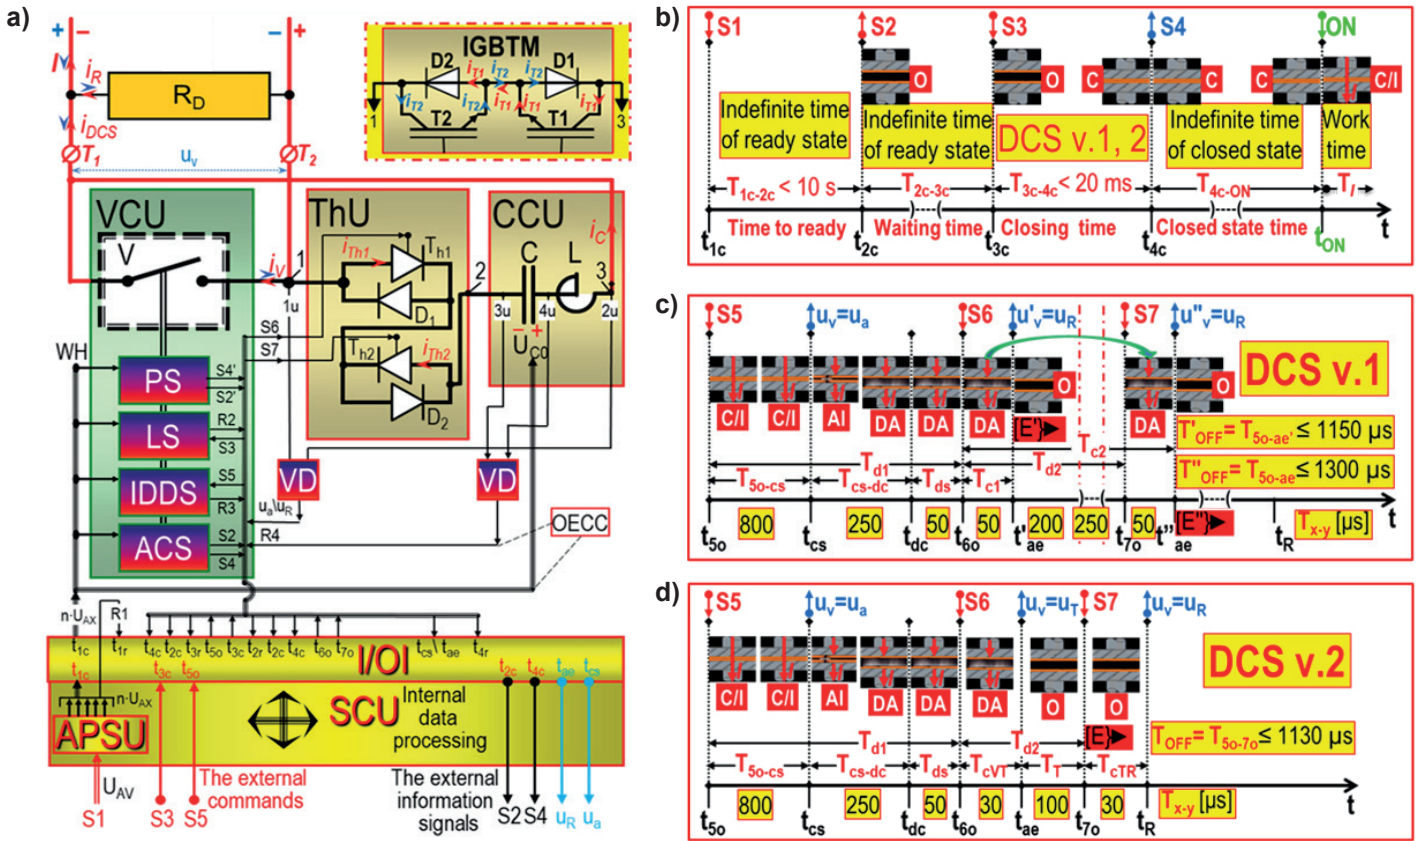 a)
+
−
−
+
I
iR
RD
iDCS
T1
uv
T2
IGBTM
D2
D1
iT1
iT2
iT2
iT2
iT2
iT1
iT1
iT1
1
T2
T1
3
VCU
V
iV
1
1u
ThU
iTh1
Th1
D1
2
Th2
iTh2
D2
CCU
C
L
iC
3
3u
4u
2u
−
+
UC0
S6
S7
WH
PS
S4'
S2'
LS
R2
S3
IDDS
S5
R3
ACS
S2
S4
VD
VD
ua\uR
R4
OECC
n·UAX
R1
t1c
t1r
t4c
t2c
t3r
t5o
t3c
t2r
t2c
t4c
t6o
t7o
tcs\
tae
t4r
I/OI
t1c
t3c
t5o
t2c
t4c
tae
tcs
n·UAX
APSU
SCU
Internal
data
processing
UAV
The external
commands
The external
information
signals
S1
S3
S5
S2
S4
uR
ua
b)
S1
S2
S3
S4
ON
O
O
C
C
C
C/I
Indefinite time
of ready state
Indefinite time
of ready state
DCS v.1, 2
Indefinite time
of closed state
Work
time
T1c-2c < 10 s
T2c-3c
T3c-4c < 20 ms
T4c-ON
TI
Time to ready
Waiting time
Closing time
Closed state time
t1c
t2c
t3c
t4c
tON
t
c)
S5
uv=ua
S6
u'v=uR
S7
u"v=uR
DCS v.1
C/I
C/I
AI
DA
DA
DA
O
DA
O
[E'}
T'OFF = T5o-ae' ≤ 1150 µs
T"OFF = T5o-ae ≤ 1300 µs
Td1
Tc2
Td2
T5o-cs
Tcs-dc
Tds
Tc1
800
250
50
50
200
250
50
[E"}
Tx-y [µs]
t5o
tcs
tdc
t6o
t'ae
t7o
t"ae
tR
t
d)
S5
uv=ua
S6
uv=uT
S7
uv=uR
DCS v.2
C/I
C/I
AI
DA
DA
DA
O
O
[E}
TOFF = T5o-7o ≤ 1130 µs
Td1
Td2
T5o-cs
Tcs-dc
Tds
TcVT
TT
TcTR
800
250
50
30
100
30
Tx-y [µs]
t5o
tcs
tdc
t6o
tae
t7o
tR
t